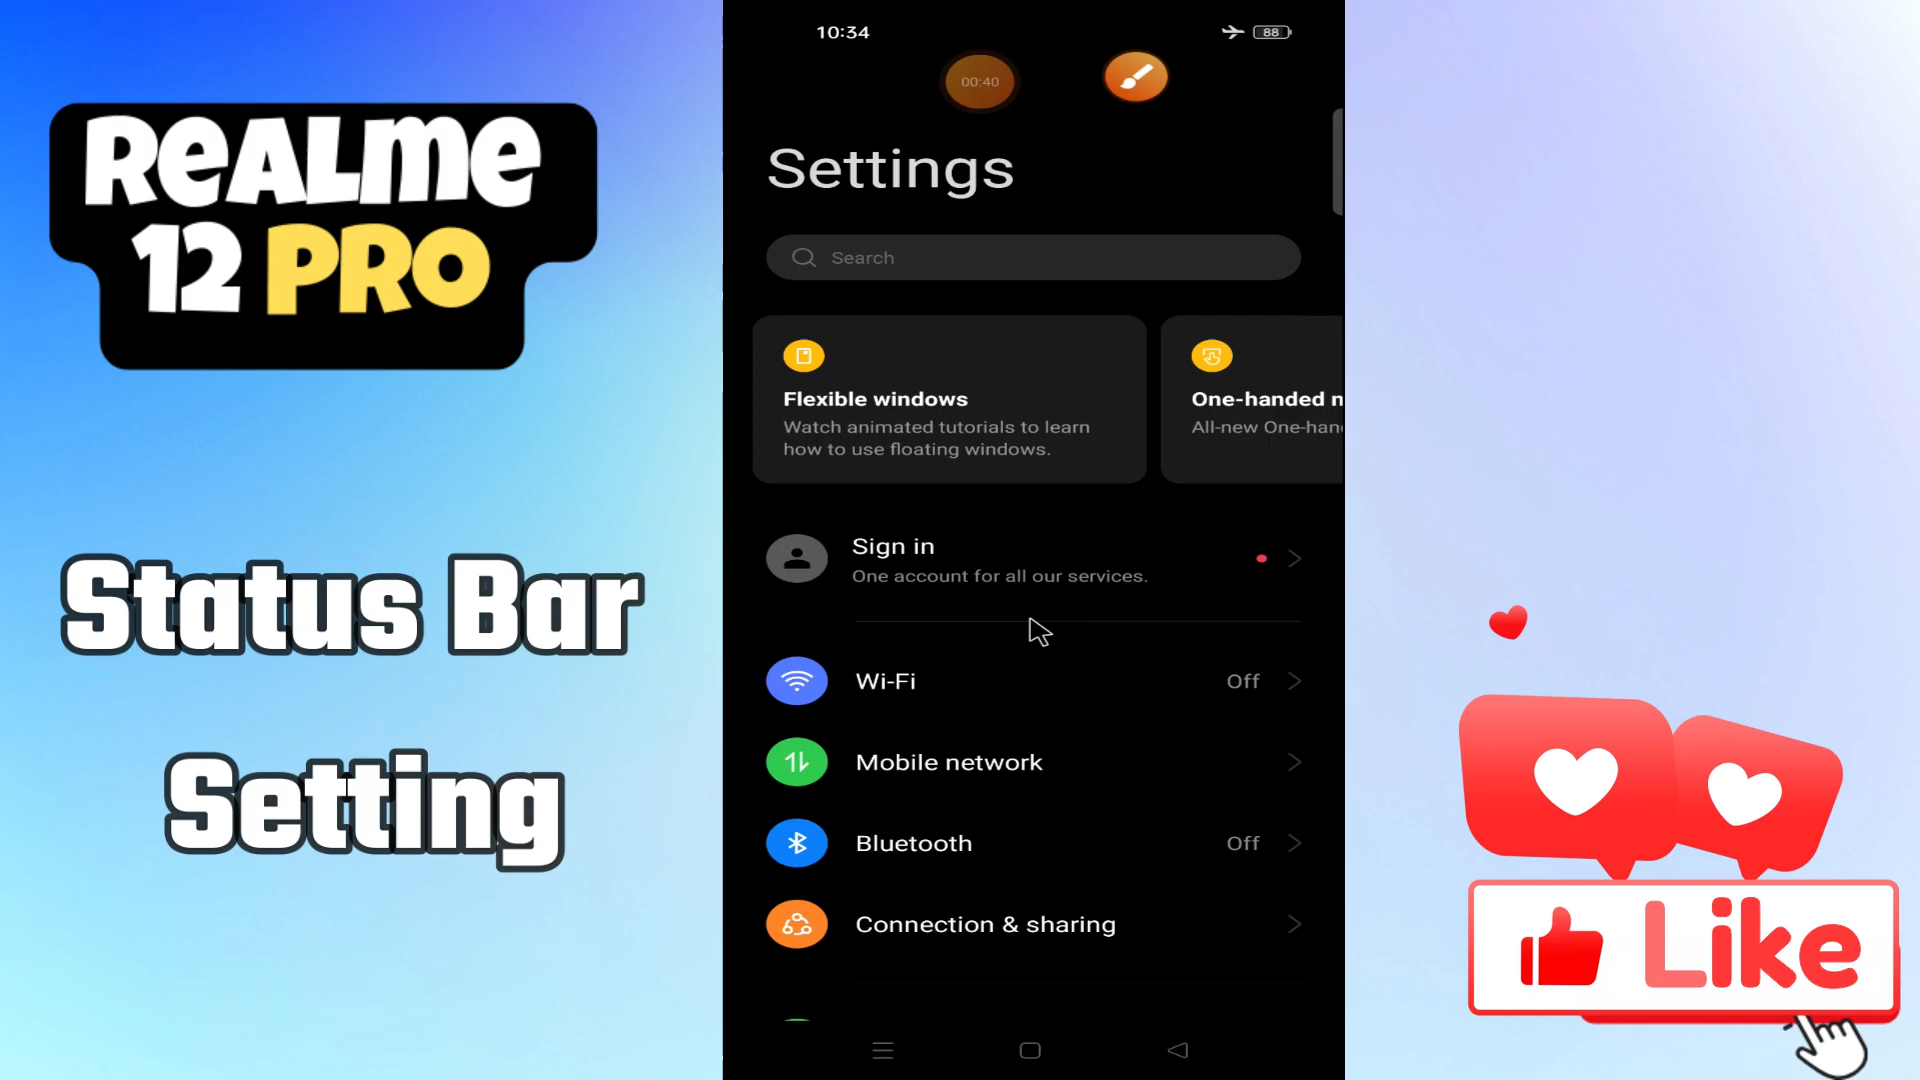 ReALme
12 PRO
Status Bar
Setting
10:34
88
00:40
Settings
Search
Flexible windows
Watch animated tutorials to learn
how to use floating windows.
One-handed
All-new One-han
Sign in
One account for all our services.
Wi-Fi
Off
Mobile network
Bluetooth
Off
Connection & sharing
Like